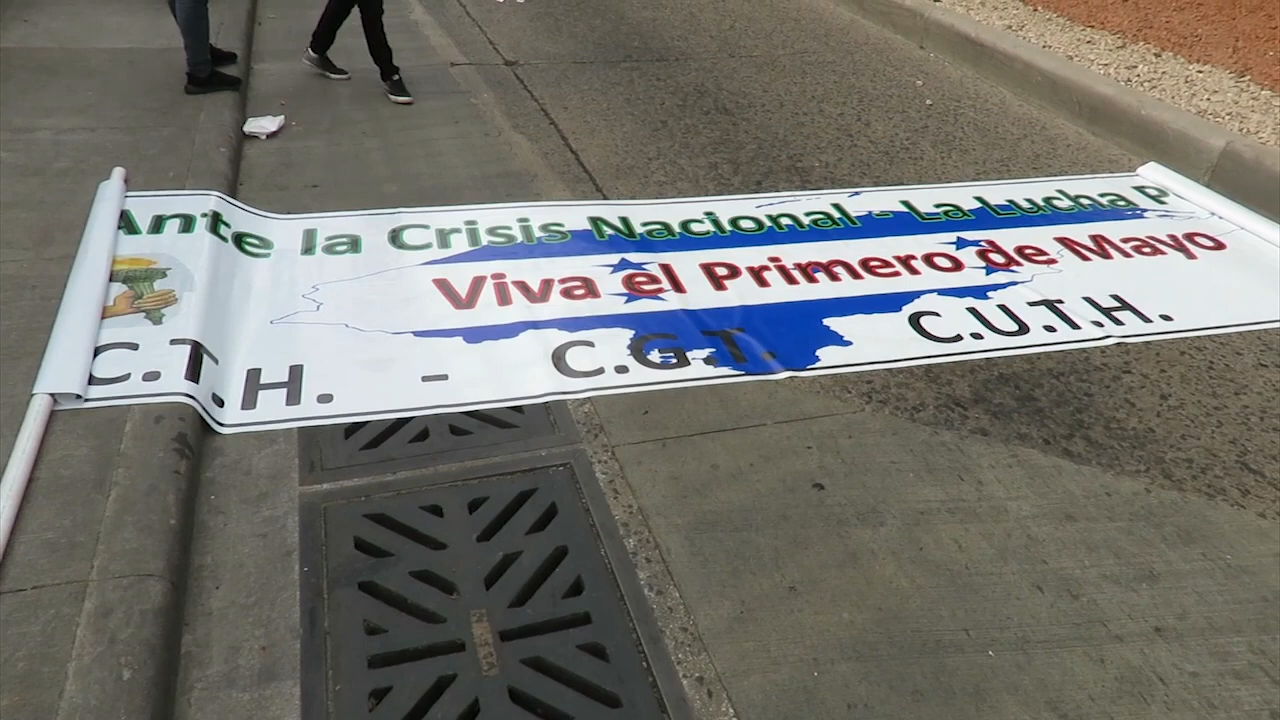 Ante la Crisis Nacional - La Lucha P
Viva el Primero de Mayo
C.T.H. - C.G.T. C.U.T.H.